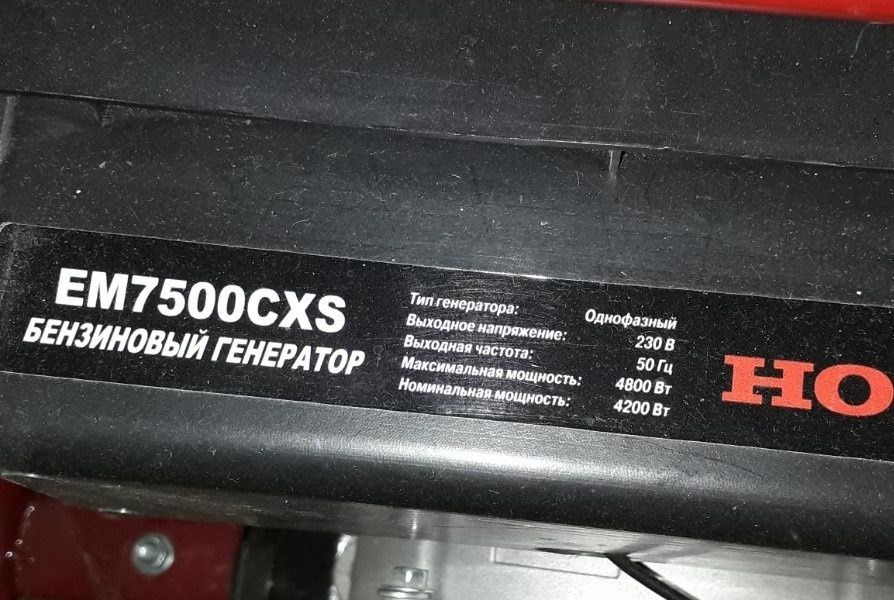 EM7500CXS
БЕНЗИНОВЫЙ ГЕНЕРАТОР
Тип генератора: Однофазный
Выходное напряжение: 230 В
Выходная частота: 50 Гц
Максимальная мощность: 4800 Вт
Номинальная мощность: 4200 Вт
HO